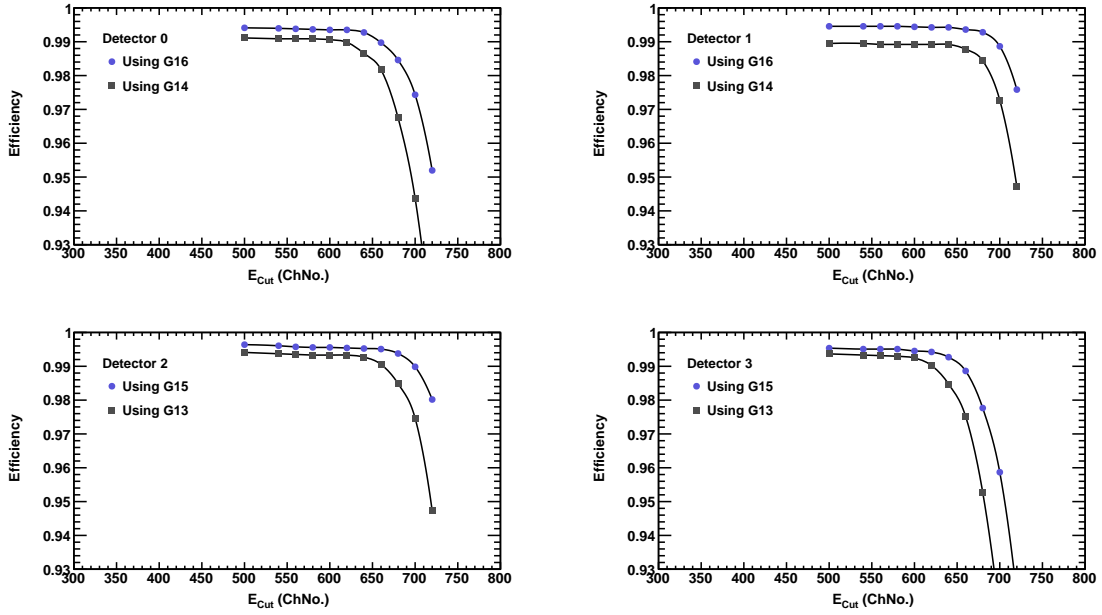 Detector 0
Using G16
Using G14
Efficiency
1
0.99
0.98
0.97
0.96
0.95
0.94
0.93
300 350 400 450 500 550 600 650 700 750 800
E_Cut (ChNo.)
Detector 1
Using G16
Using G14
Efficiency
1
0.99
0.98
0.97
0.96
0.95
0.94
0.93
300 350 400 450 500 550 600 650 700 750 800
E_Cut (ChNo.)
Detector 2
Using G15
Using G13
Efficiency
1
0.99
0.98
0.97
0.96
0.95
0.94
0.93
300 350 400 450 500 550 600 650 700 750 800
E_Cut (ChNo.)
Detector 3
Using G15
Using G13
Efficiency
1
0.99
0.98
0.97
0.96
0.95
0.94
0.93
300 350 400 450 500 550 600 650 700 750 800
E_Cut (ChNo.)